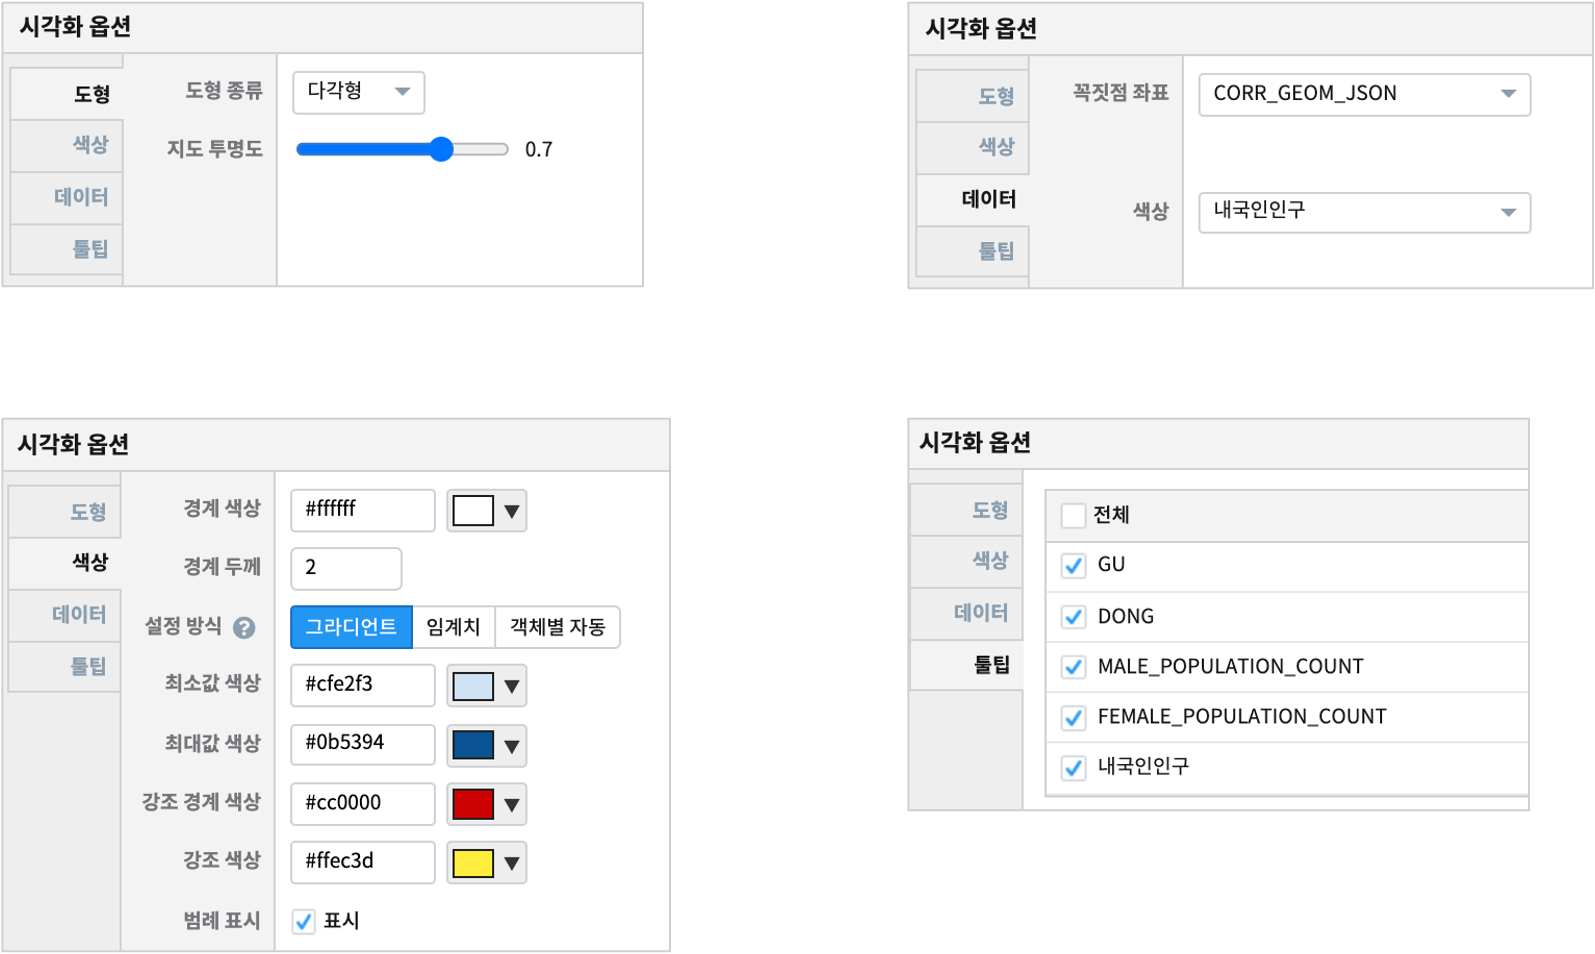 시각화 옵션
도형
색상
데이터
툴팁
도형 종류 다각형
지도 투명도 0.7
시각화 옵션
도형
색상
데이터
툴팁
꼭짓점 좌표 CORR_GEOM_JSON
색상 내국인인구
시각화 옵션
도형
색상
데이터
툴팁
경계 색상 #ffffff
경계 두께 2
설정 방식 ? 그라디언트 임계치 객체별 자동
최소값 색상 #cfe2f3
최대값 색상 #0b5394
강조 경계 색상 #cc0000
강조 색상 #ffec3d
범례 표시 표시
시각화 옵션
도형
색상
데이터
툴팁
전체
GU
DONG
MALE_POPULATION_COUNT
FEMALE_POPULATION_COUNT
내국인인구